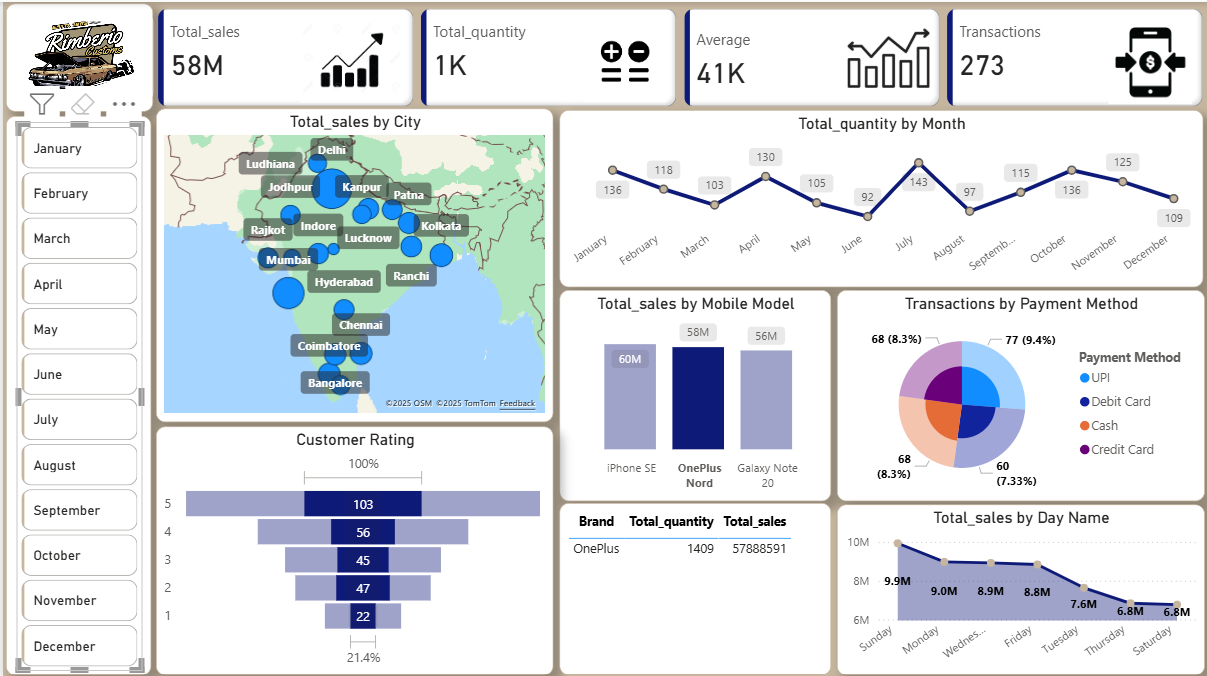 Rimberio
Customs
Total_sales
58M
Total_quantity
1K
Average
41K
Transactions
273
January
February
March
April
May
June
July
August
September
October
November
December
Total_sales by City
Delhi
Ludhiana
Jodhpur
Kanpur
Patna
Rajkot
Indore
Lucknow
Kolkata
Mumbai
Hyderabad
Ranchi
Chennai
Coimbatore
Bangalore
©2025 OSM ©2025 TomTom Feedback
Total_quantity by Month
136
118
103
130
105
92
143
97
115
136
125
109
January
February
March
April
May
June
July
August
Septemb...
October
November
December
Customer Rating
100%
5
103
4
56
3
45
2
47
1
22
21.4%
Total_sales by Mobile Model
60M
58M
56M
iPhone SE
OnePlus
Nord
Galaxy Note
20
Transactions by Payment Method
68 (8.3%)
77 (9.4%)
68
(8.3%)
60
(7.33%)
Payment Method
UPI
Debit Card
Cash
Credit Card
Brand Total_quantity Total_sales
OnePlus 1409 57888591
Total_sales by Day Name
10M
8M
6M
9.9M
9.0M
8.9M
8.8M
7.6M
6.8M
6.8M
Sunday
Monday
Wednes...
Friday
Tuesday
Thursday
Saturday